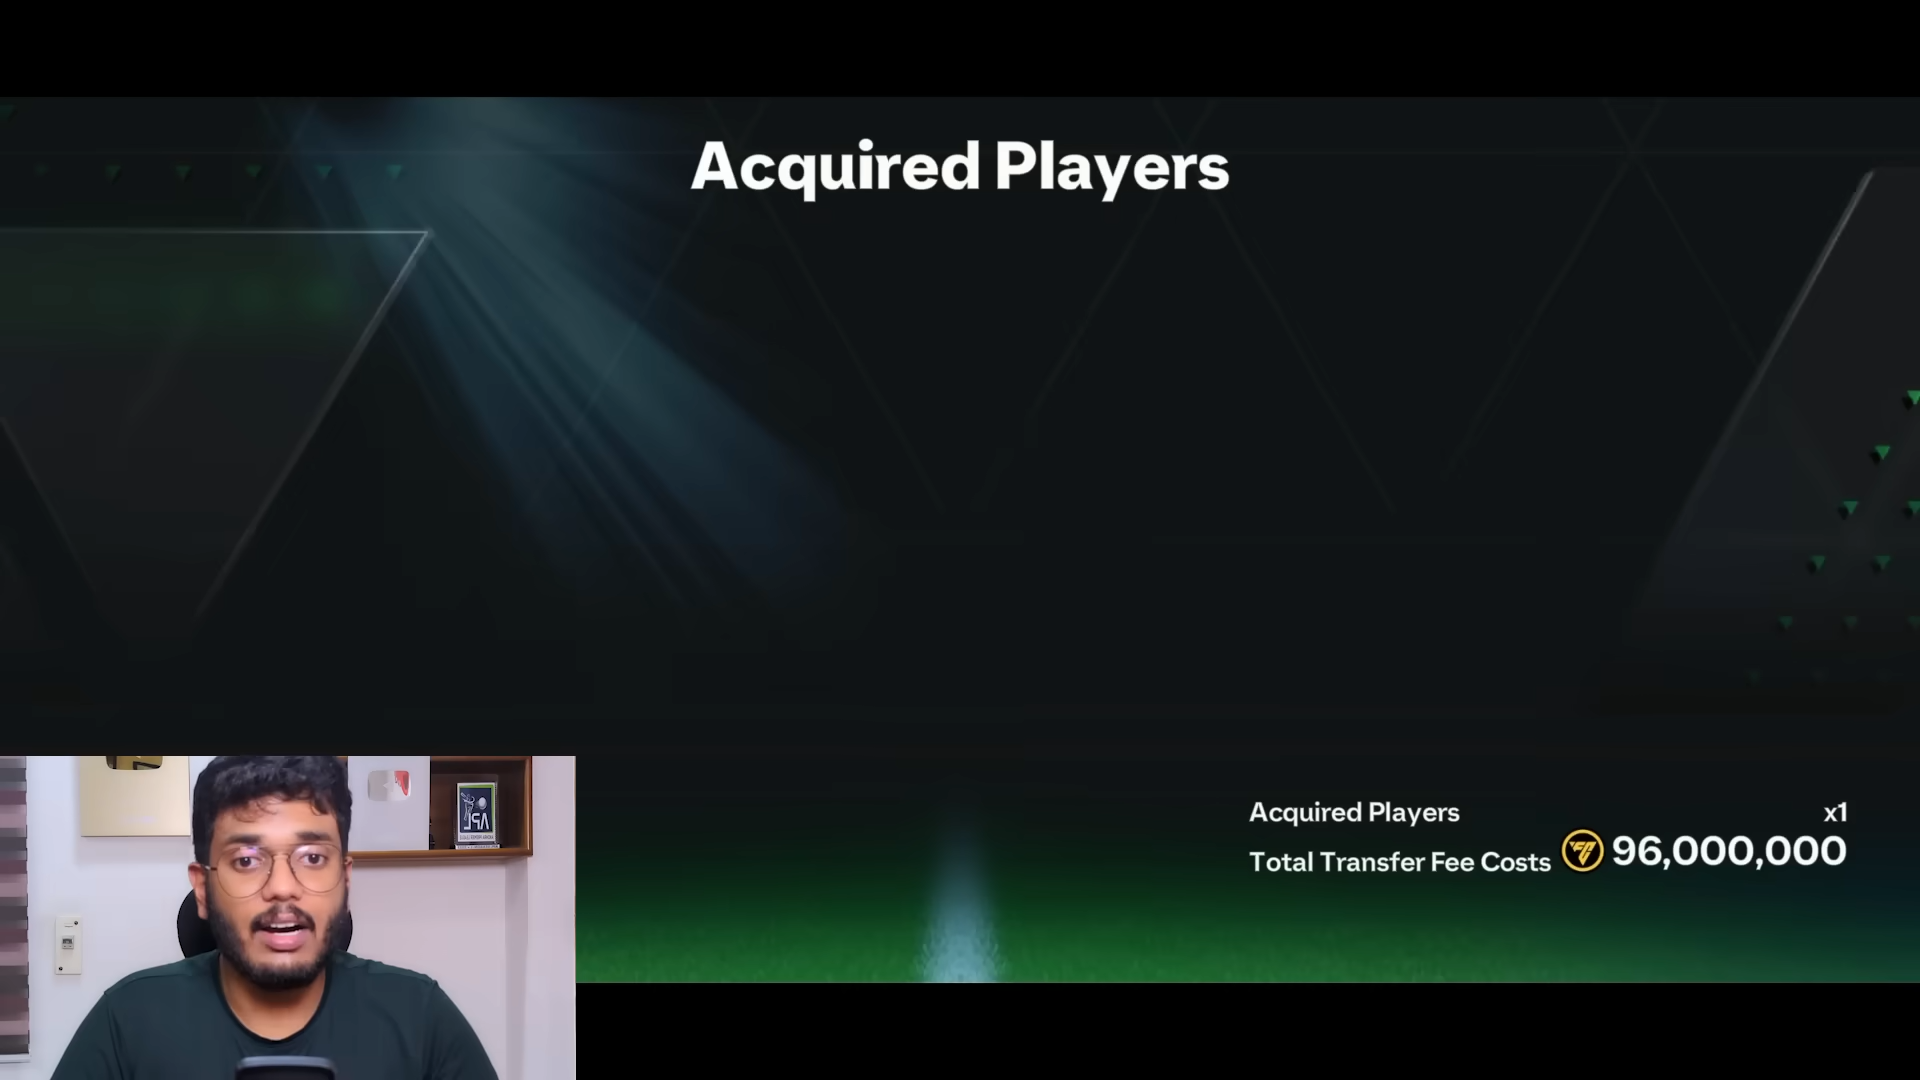 Acquired Players
Acquired Players x1
Total Transfer Fee Costs 96,000,000